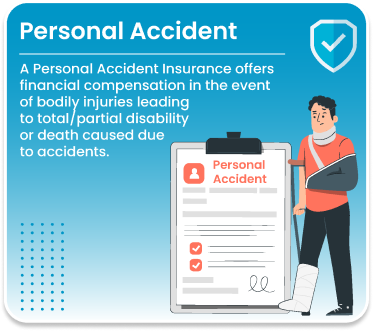 Personal Accident
A Personal Accident Insurance offers
financial compensation in the event
of bodily injuries leading
to total/partial disability
or death caused due
to accidents.
Personal
Accident